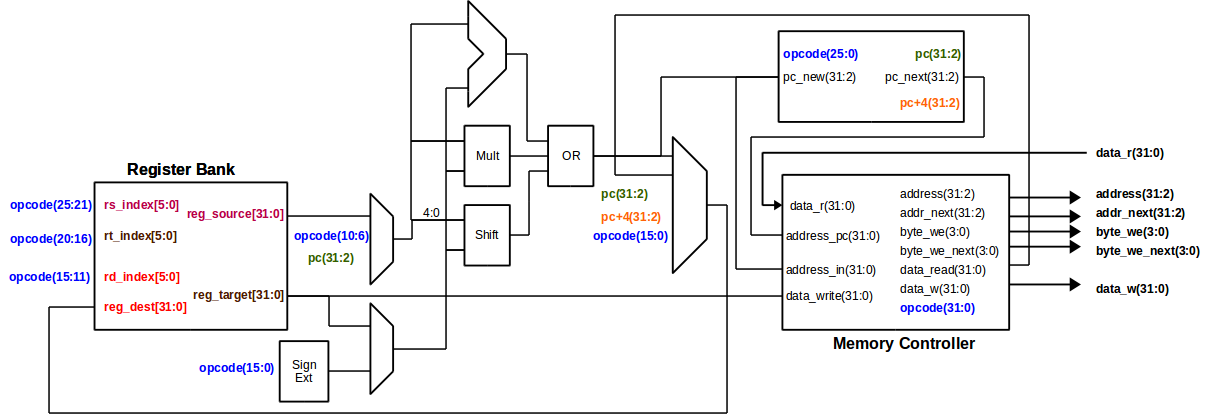 opcode(25:0)
pc(31:2)
pc_new(31:2)
pc_next(31:2)
pc+4(31:2)
Mult
OR
data_r(31:0)
Register Bank
opcode(25:21)
rs_index[5:0]
reg_source[31:0]
4:0
opcode(20:16)
rt_index[5:0]
opcode(10:6)
pc(31:2)
Shift
opcode(15:11)
rd_index[5:0]
reg_target[31:0]
reg_dest[31:0]
pc(31:2)
pc+4(31:2)
opcode(15:0)
opcode(15:0)
Sign
Ext
data_r(31:0)
address_pc(31:0)
address_in(31:0)
data_write(31:0)
address(31:2)
addr_next(31:2)
byte_we(3:0)
byte_we_next(3:0)
data_read(31:0)
data_w(31:0)
opcode(31:0)
Memory Controller
address(31:2)
addr_next(31:2)
byte_we(3:0)
byte_we_next(3:0)
data_w(31:0)